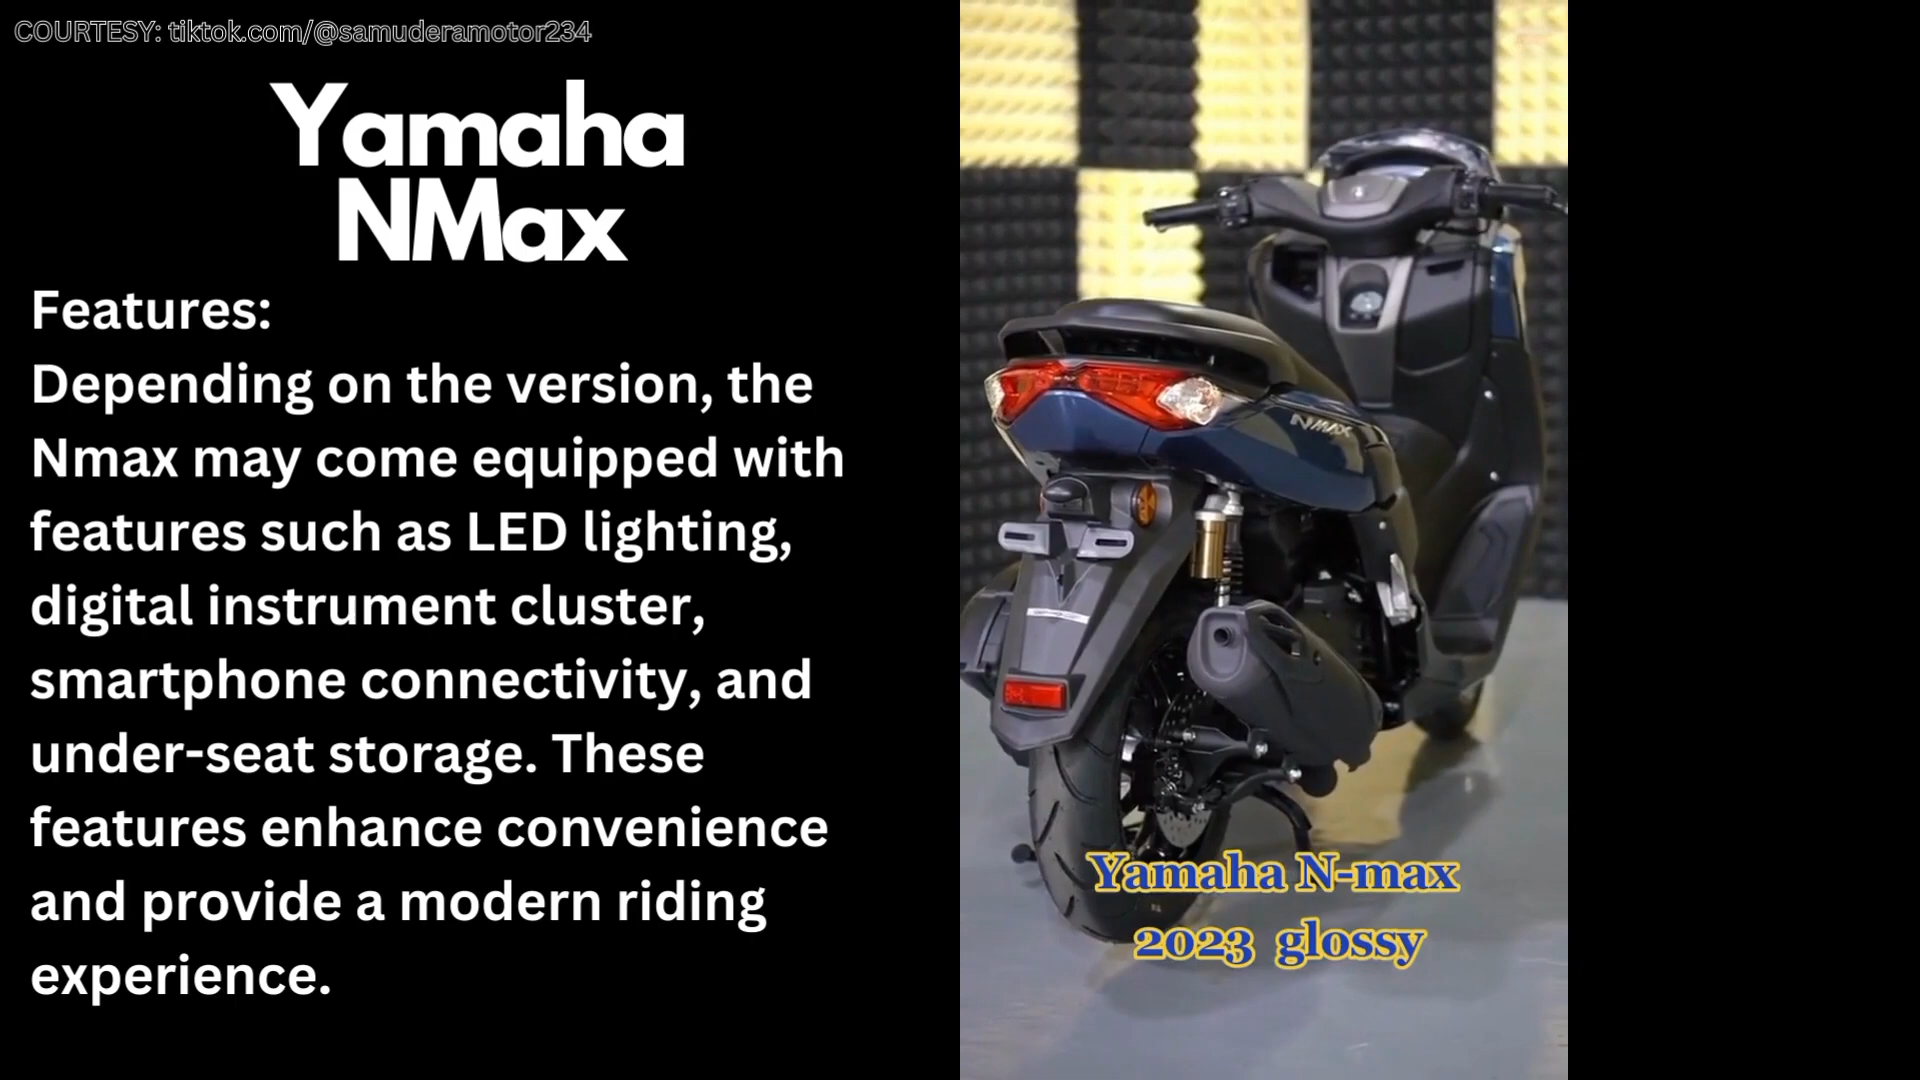 COURTESY: tiktok.com/@samuderamotor234
Yamaha
NMax
Features:
Depending on the version, the
Nmax may come equipped with
features such as LED lighting,
digital instrument cluster,
smartphone connectivity, and
under-seat storage. These
features enhance convenience
and provide a modern riding
experience.
NMAX
Yamaha N-max
2023 glossy